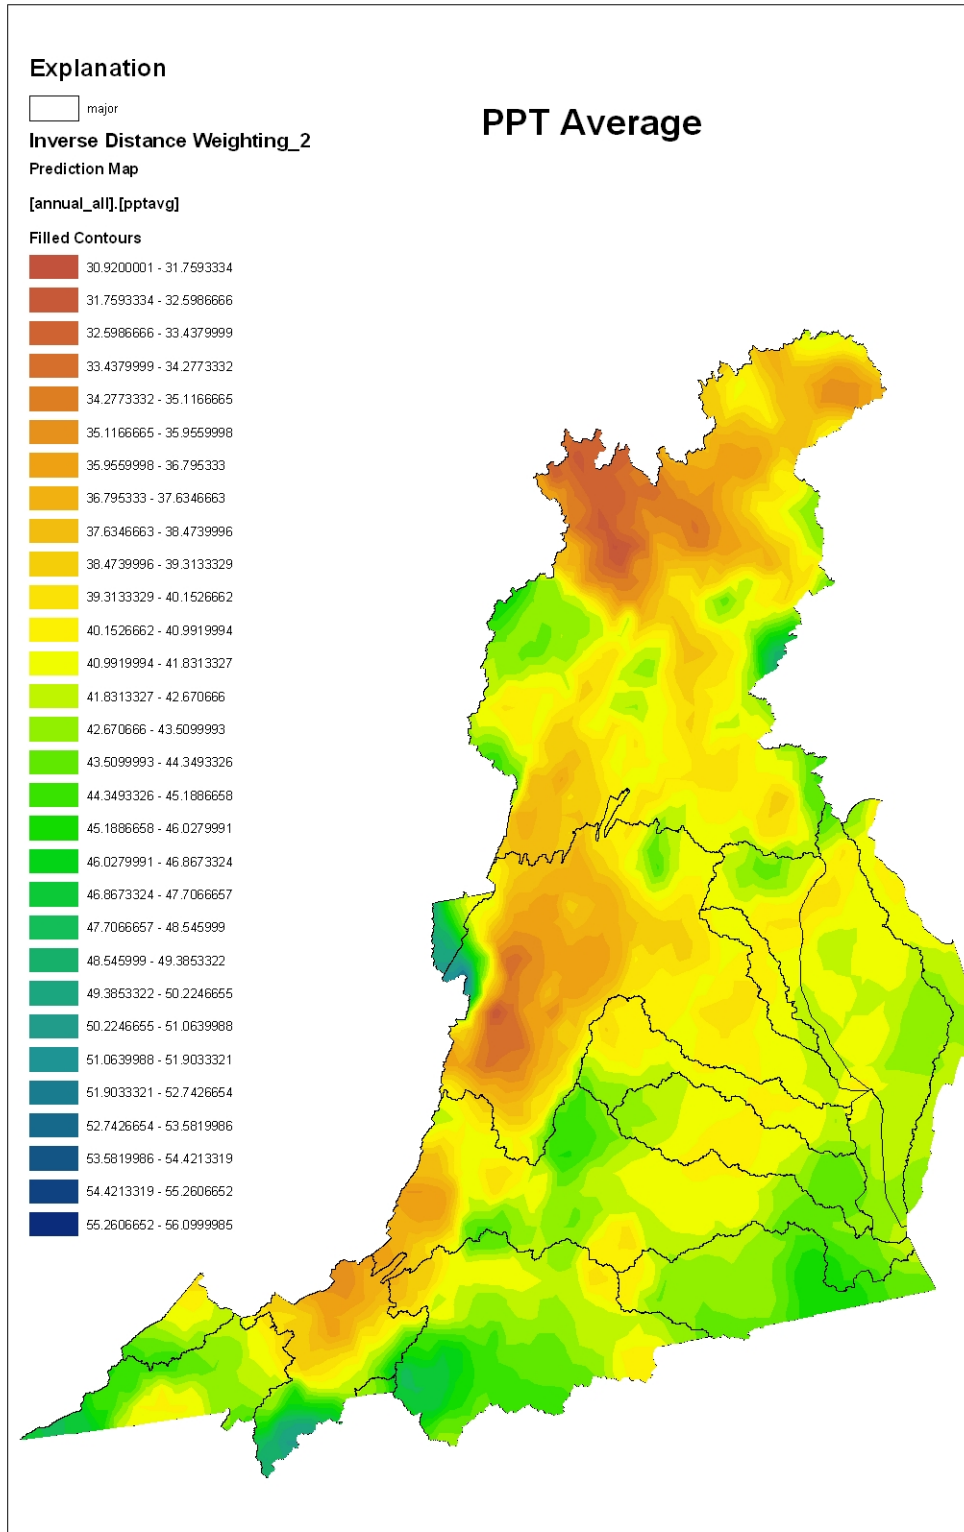 Explanation
major
PPT Average
Inverse Distance Weighting_2
Prediction Map
[annual_all].[pptavg]
Filled Contours
30.9200001 - 31.7593334
31.7593334 - 32.5986666
32.5986666 - 33.4379999
33.4379999 - 34.2773332
34.2773332 - 35.1166665
35.1166665 - 35.9559998
35.9559998 - 36.795333
36.795333 - 37.6346663
37.6346663 - 38.4739996
38.4739996 - 39.3133329
39.3133329 - 40.1526662
40.1526662 - 40.9919994
40.9919994 - 41.8313327
41.8313327 - 42.670666
42.670666 - 43.5099993
43.5099993 - 44.3493326
44.3493326 - 45.1886658
45.1886658 - 46.0279991
46.0279991 - 46.8673324
46.8673324 - 47.7066657
47.7066657 - 48.545999
48.545999 - 49.3853322
49.3853322 - 50.2246655
50.2246655 - 51.0639988
51.0639988 - 51.9033321
51.9033321 - 52.7426654
52.7426654 - 53.5819986
53.5819986 - 54.4213319
54.4213319 - 55.2606652
55.2606652 - 56.0999985